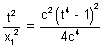 t²/x₁² = c²(t⁴ - 1)²/4c⁴